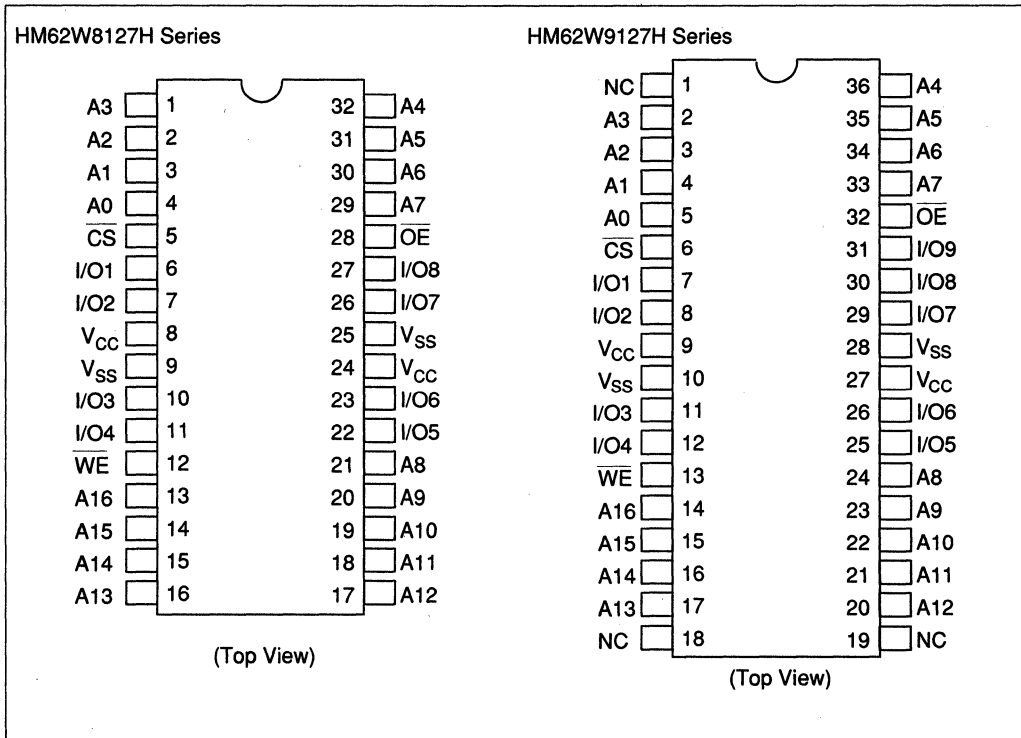 HM62W8127H Series
A3 1 32 A4
A2 2 31 A5
A1 3 30 A6
A0 4 29 A7
C̅S̅ 5 28 O̅E̅
I/O1 6 27 I/O8
I/O2 7 26 I/O7
VCC 8 25 VSS
VSS 9 24 VCC
I/O3 10 23 I/O6
I/O4 11 22 I/O5
W̅E̅ 12 21 A8
A16 13 20 A9
A15 14 19 A10
A14 15 18 A11
A13 16 17 A12
(Top View)
HM62W9127H Series
NC 1 36 A4
A3 2 35 A5
A2 3 34 A6
A1 4 33 A7
A0 5 32 O̅E̅
C̅S̅ 6 31 I/O9
I/O1 7 30 I/O8
I/O2 8 29 I/O7
VCC 9 28 VSS
VSS 10 27 VCC
I/O3 11 26 I/O6
I/O4 12 25 I/O5
W̅E̅ 13 24 A8
A16 14 23 A9
A15 15 22 A10
A14 16 21 A11
A13 17 20 A12
NC 18 19 NC
(Top View)